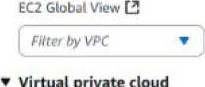 EC2 Global View
Filter by VPC
Virtual private cloud